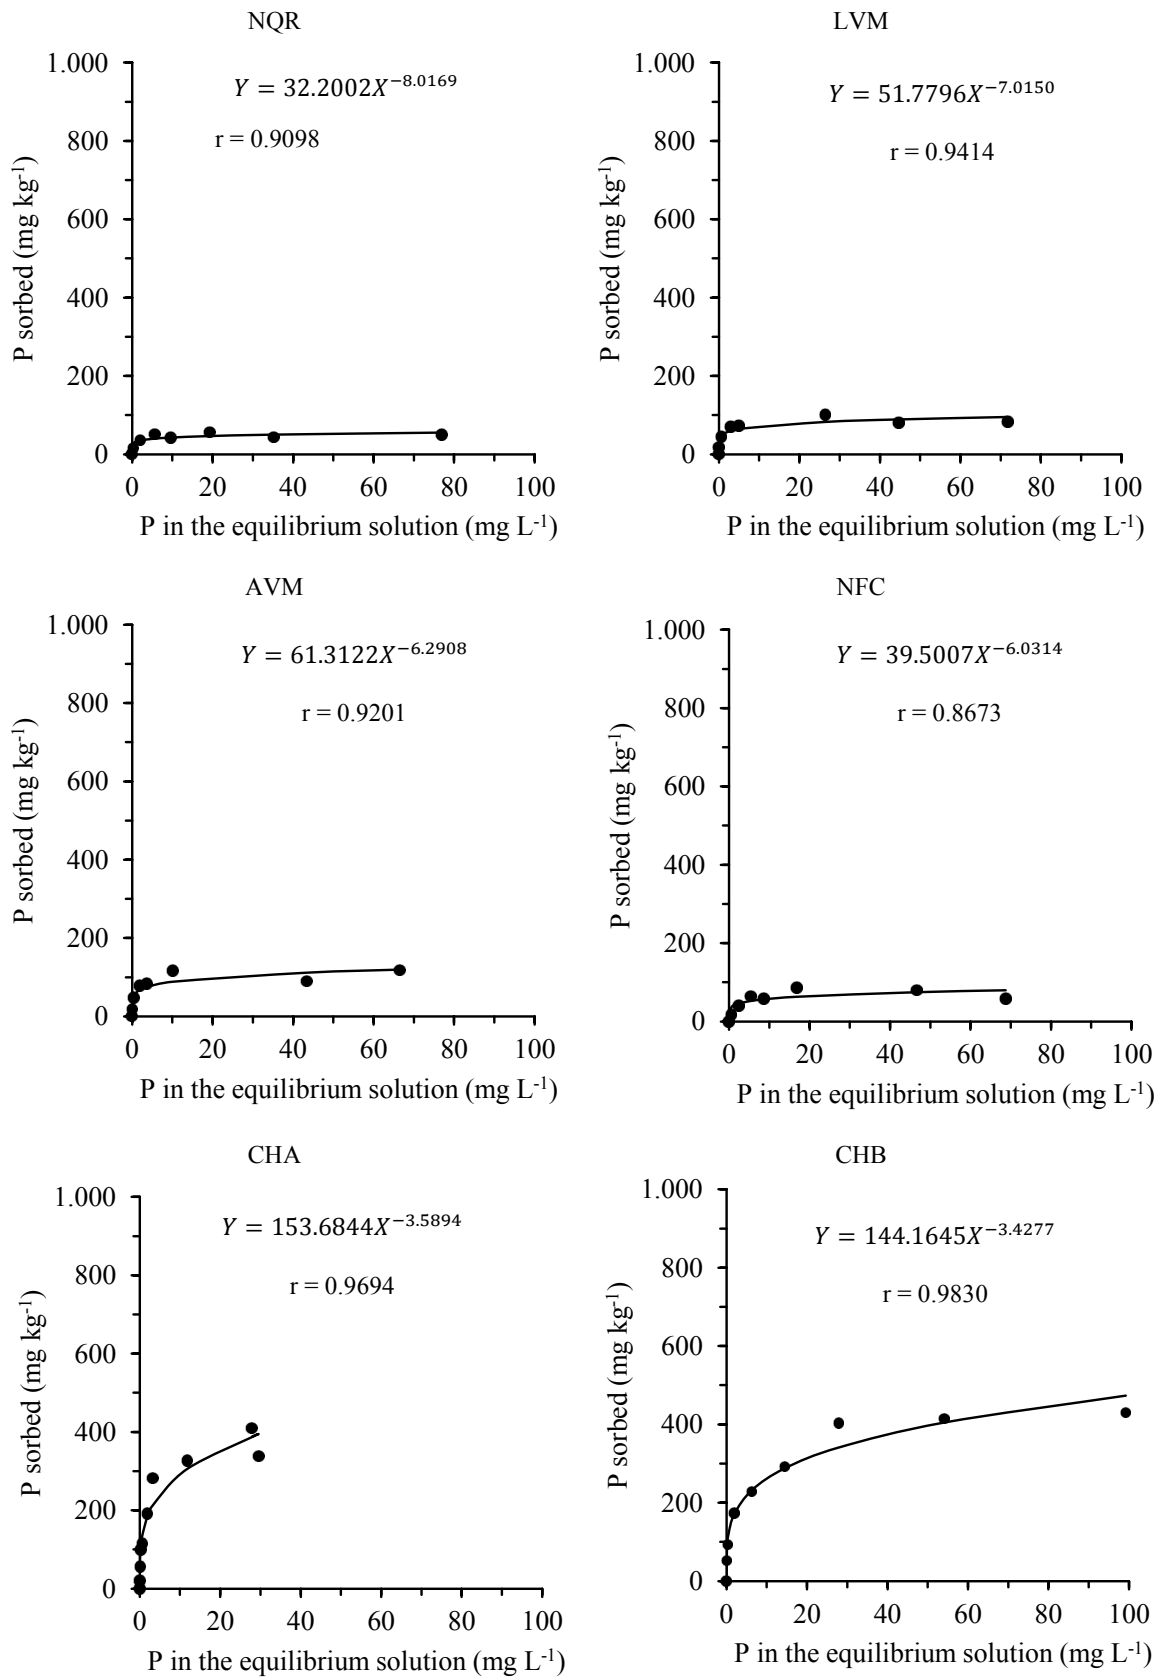 NQR
1.000
Y = 32.2002X^−8.0169
r = 0.9098
800
600
400
200
0
0 20 40 60 80 100
P sorbed (mg kg-1)
P in the equilibrium solution (mg L-1)
LVM
1.000
Y = 51.7796X^−7.0150
r = 0.9414
800
600
400
200
0
0 20 40 60 80 100
P sorbed (mg kg-1)
P in the equilibrium solution (mg L-1)
AVM
1.000
Y = 61.3122X^−6.2908
r = 0.9201
800
600
400
200
0
0 20 40 60 80 100
P sorbed (mg kg-1)
P in the equilibrium solution (mg L-1)
NFC
1.000
Y = 39.5007X^−6.0314
r = 0.8673
800
600
400
200
0
0 20 40 60 80 100
P sorbed (mg kg-1)
P in the equilibrium solution (mg L-1)
CHA
1.000
Y = 153.6844X^−3.5894
r = 0.9694
800
600
400
200
0
0 20 40 60 80 100
P sorbed (mg kg-1)
P in the equilibrium solution (mg L-1)
CHB
1.000
Y = 144.1645X^−3.4277
r = 0.9830
800
600
400
200
0
0 20 40 60 80 100
P sorbed (mg kg-1)
P in the equilibrium solution (mg L-1)